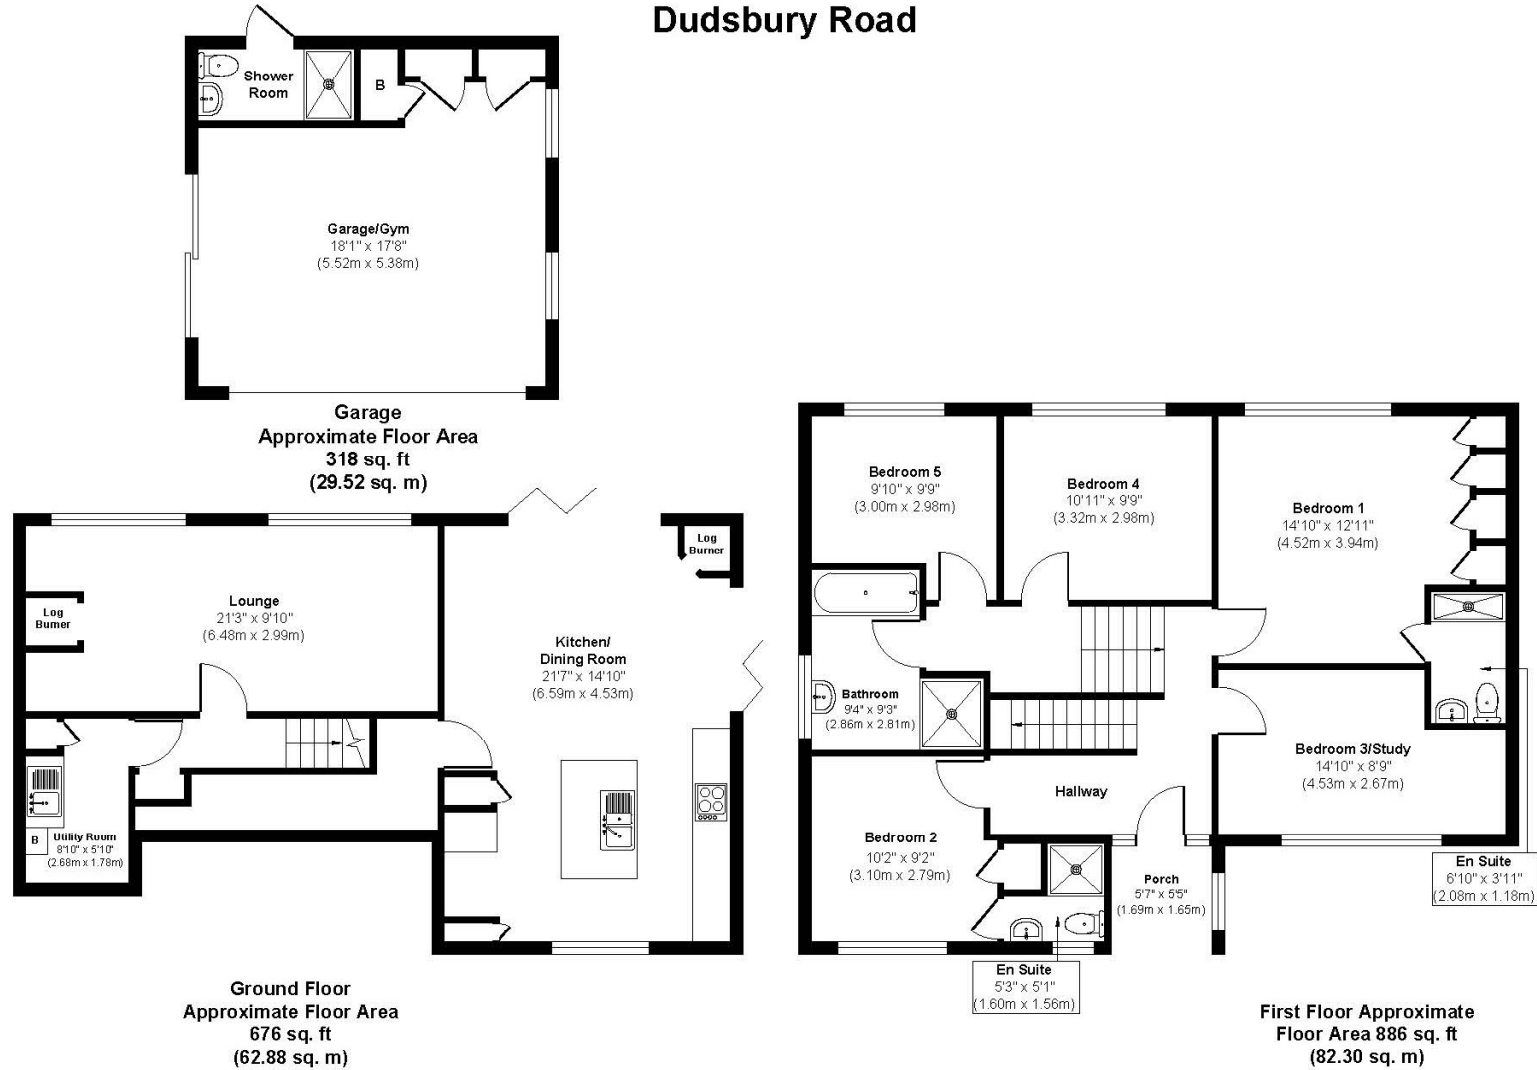 Dudsbury Road
Shower
Room
B
Garage/Gym
18'1" x 17'8"
(5.52m x 5.38m)
Garage
Approximate Floor Area
318 sq. ft
(29.52 sq. m)
Log
Burner
Lounge
21'3" x 9'10"
(6.48m x 2.99m)
Log
Burner
Kitchen/
Dining Room
21'7" x 14'10"
(6.59m x 4.53m)
B
Utility Room
8'10" x 5'10"
(2.68m x 1.78m)
Ground Floor
Approximate Floor Area
676 sq. ft
(62.88 sq. m)
Bedroom 5
9'10" x 9'9"
(3.00m x 2.98m)
Bedroom 4
10'11" x 9'9"
(3.32m x 2.98m)
Bedroom 1
14'10" x 12'11"
(4.52m x 3.94m)
Bathroom
9'4" x 9'3"
(2.86m x 2.81m)
Bedroom 3/Study
14'10" x 8'9"
(4.53m x 2.67m)
Hallway
Bedroom 2
10'2" x 9'2"
(3.10m x 2.79m)
Porch
5'7" x 5'5"
(1.69m x 1.65m)
En Suite
6'10" x 3'11"
(2.08m x 1.18m)
En Suite
5'3" x 5'1"
(1.60m x 1.56m)
First Floor Approximate
Floor Area 886 sq. ft
(82.30 sq. m)